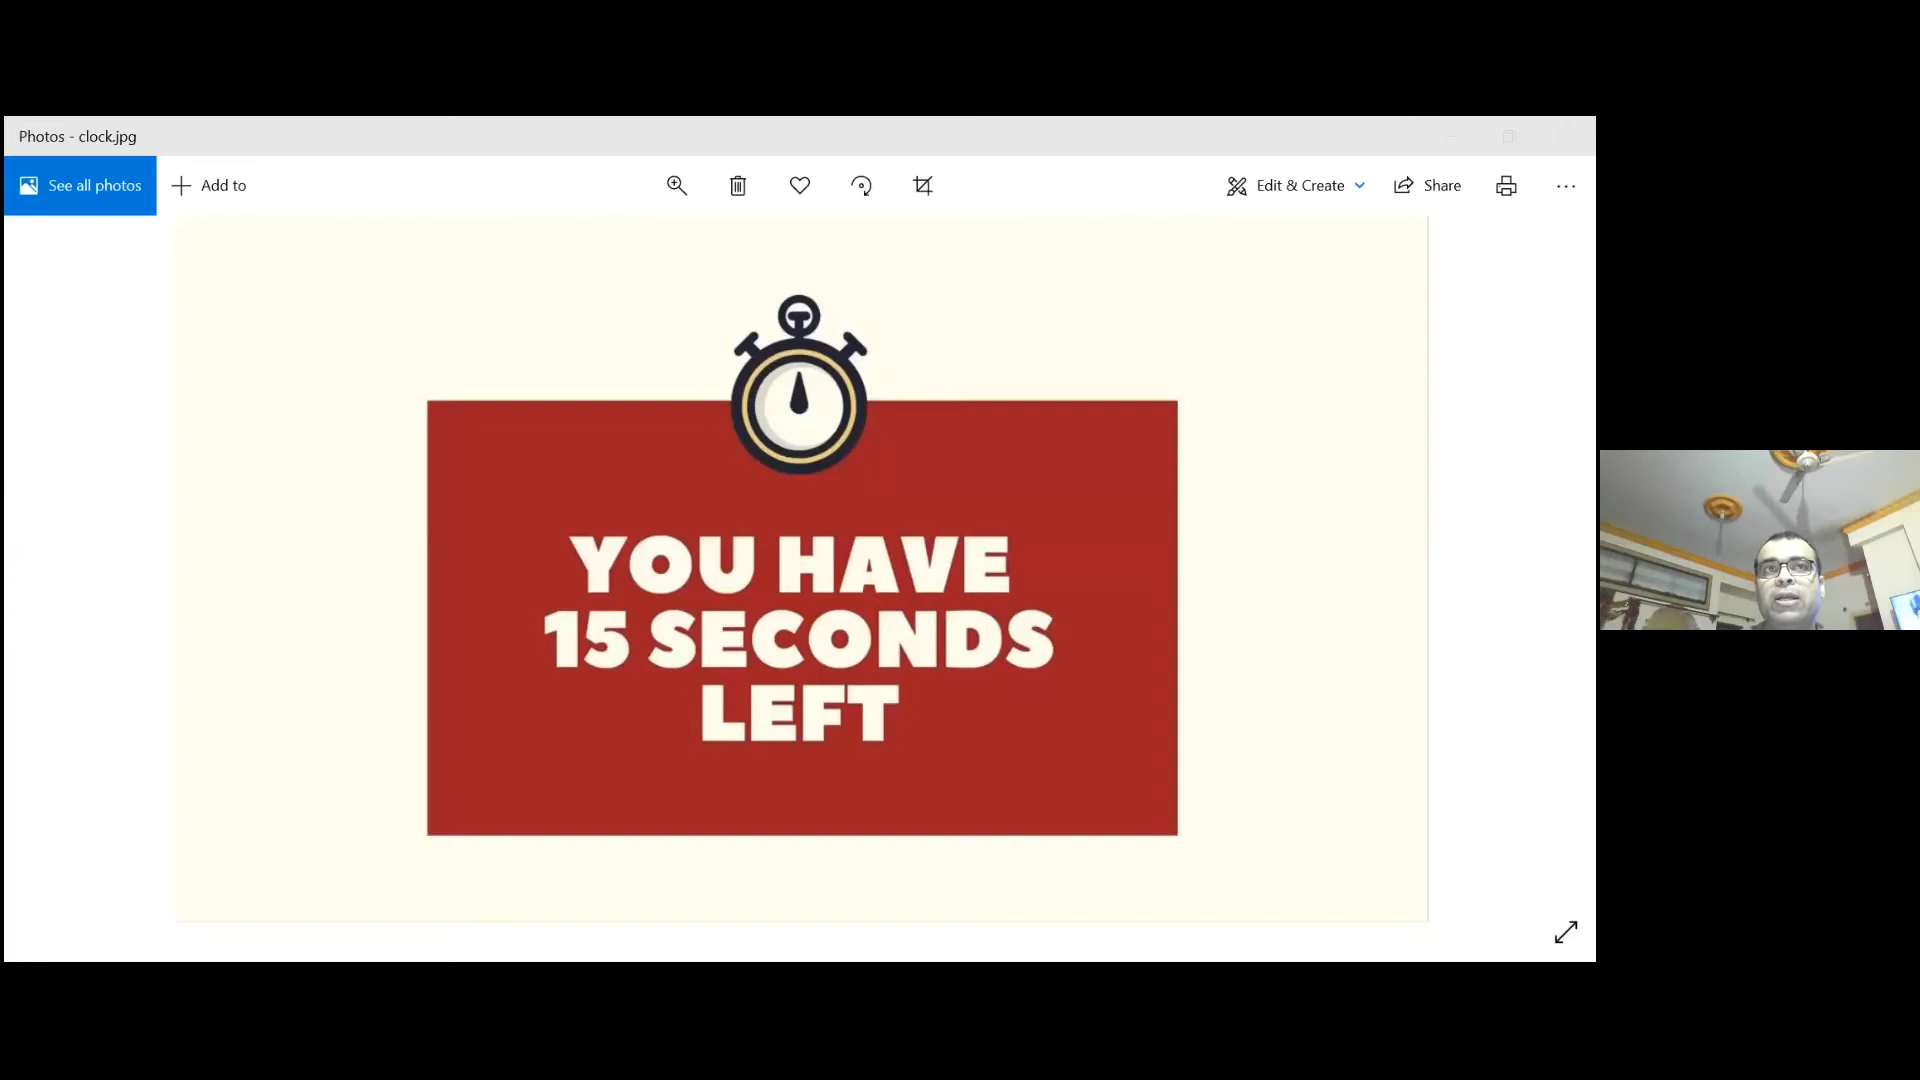 Photos - clock.jpg
See all photos
Add to
Edit & Create
Share
YOU HAVE
15 SECONDS
LEFT